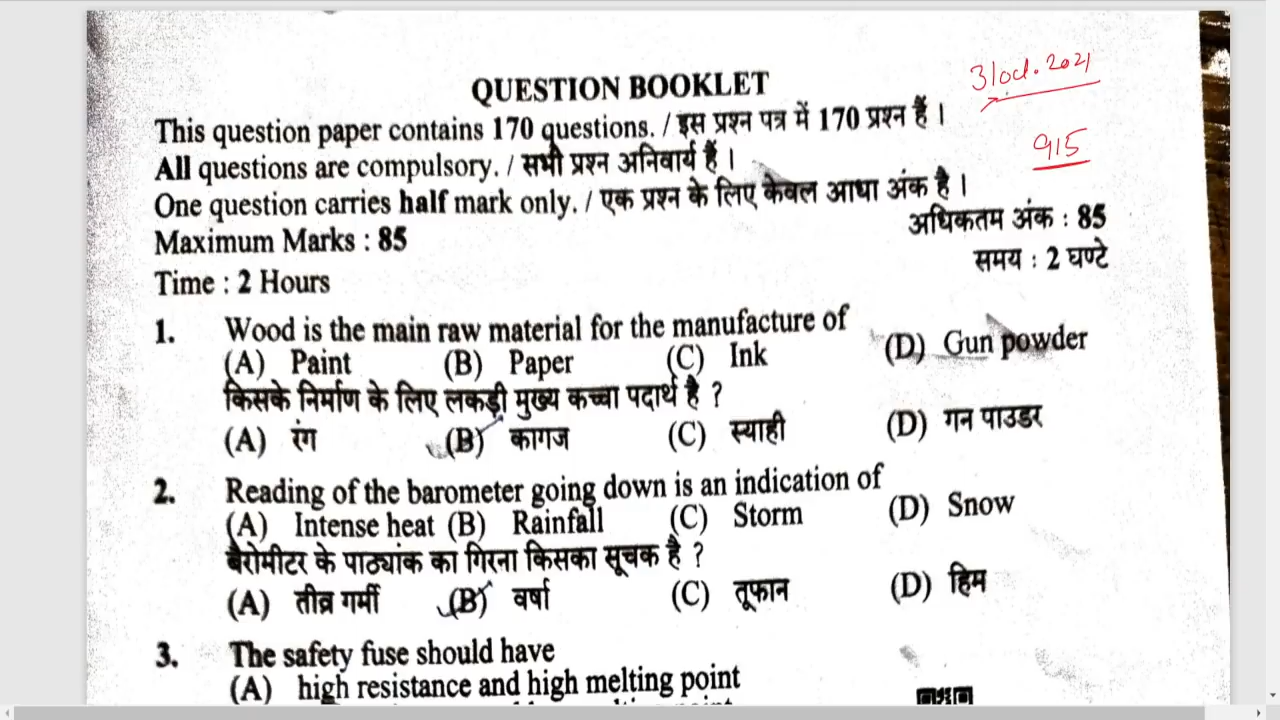 QUESTION BOOKLET
31 oct. 2021
This question paper contains 170 questions. / इस प्रश्न पत्र में 170 प्रश्न हैं ।
915
All questions are compulsory. / सभी प्रश्न अनिवार्य हैं ।
One question carries half mark only. / एक प्रश्न के लिए केवल आधा अंक है ।
Maximum Marks : 85 अधिकतम अंक : 85
Time : 2 Hours समय : 2 घण्टे
1. Wood is the main raw material for the manufacture of
(A) Paint (B) Paper (C) Ink (D) Gun powder
किसके निर्माण के लिए लकड़ी मुख्य कच्चा पदार्थ है ?
(A) रंग (B) कागज (C) स्याही (D) गन पाउडर
2. Reading of the barometer going down is an indication of
(A) Intense heat (B) Rainfall (C) Storm (D) Snow
बैरोमीटर के पाठ्यांक का गिरना किसका सूचक है ?
(A) तीव्र गर्मी (B) वर्षा (C) तूफान (D) हिम
3. The safety fuse should have
(A) high resistance and high melting point